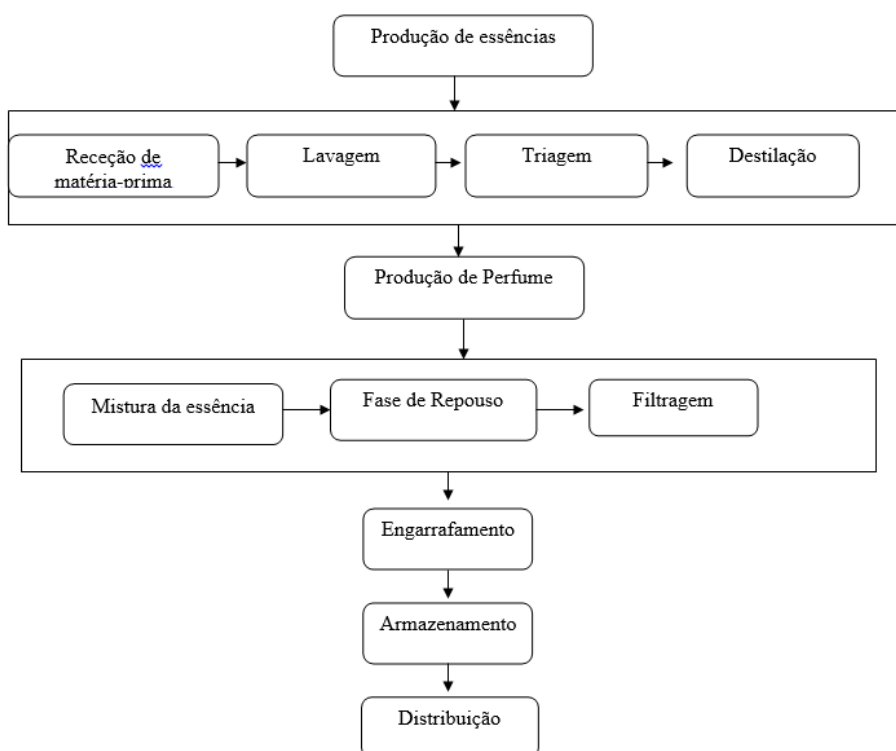 Produção de essências
Receção de
matéria-prima
Lavagem
Triagem
Destilação
Produção de Perfume
Mistura da essência
Fase de Repouso
Filtragem
Engarrafamento
Armazenamento
Distribuição